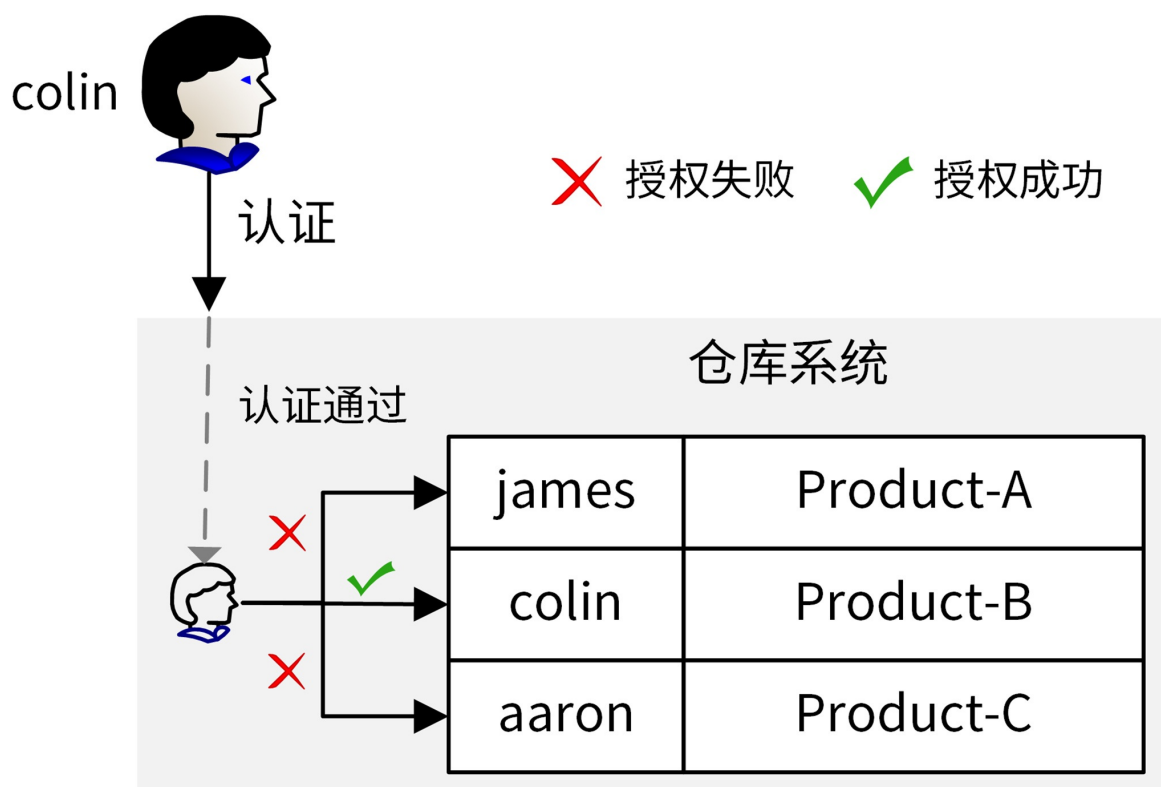 colin
授权失败 授权成功
认证
仓库系统
认证通过
james Product-A
colin Product-B
aaron Product-C